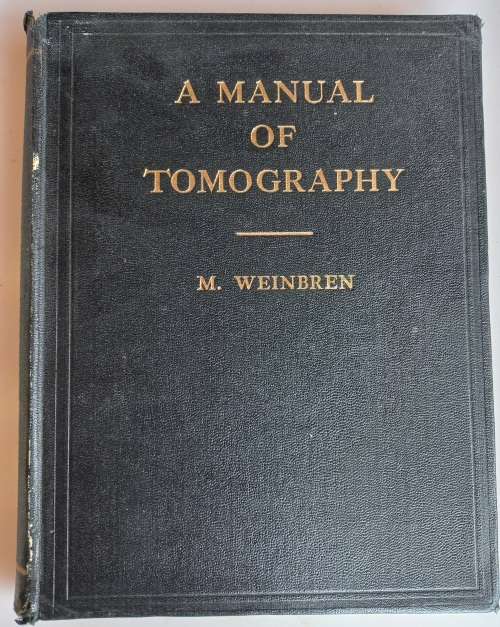 A MANUAL
OF
TOMOGRAPHY
M. WEINBREN